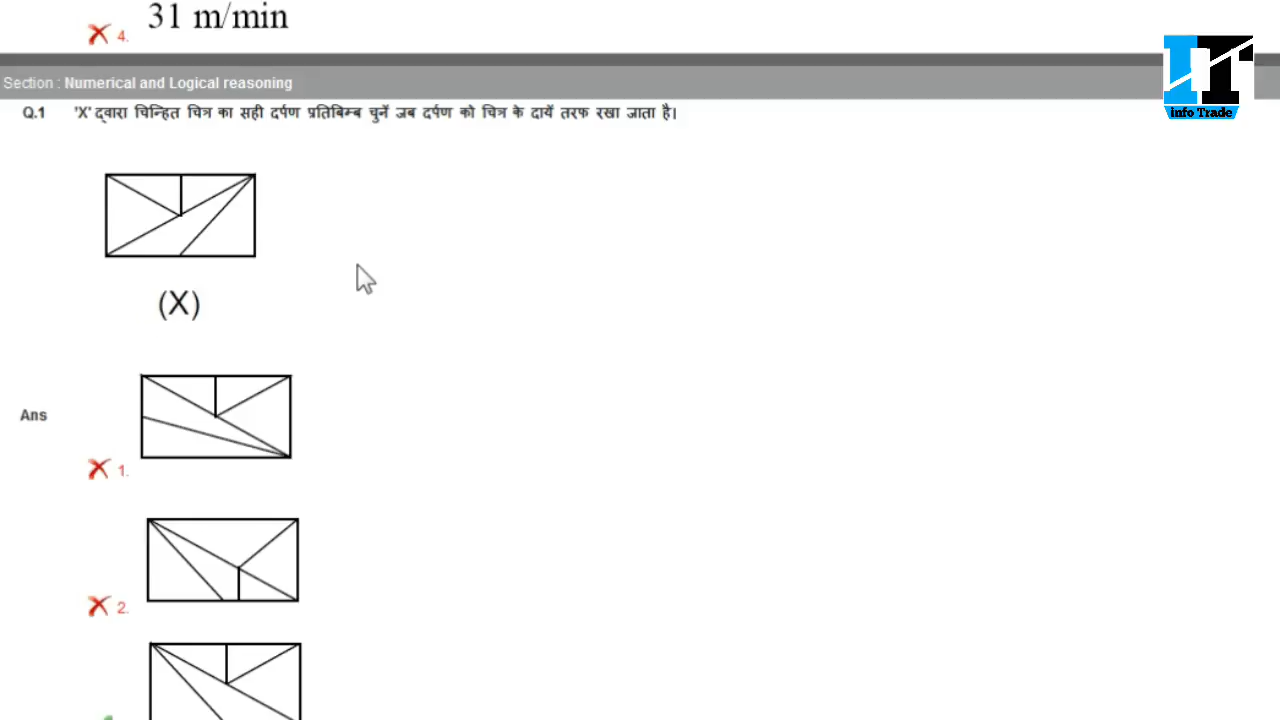 4. 31 m/min
IT
info Trade
Section : Numerical and Logical reasoning
Q.1 'X' द्वारा चिन्हित चित्र का सही दर्पण प्रतिबिम्ब चुनें जब दर्पण को चित्र के दायें तरफ रखा जाता है।
(X)
Ans
1.
2.